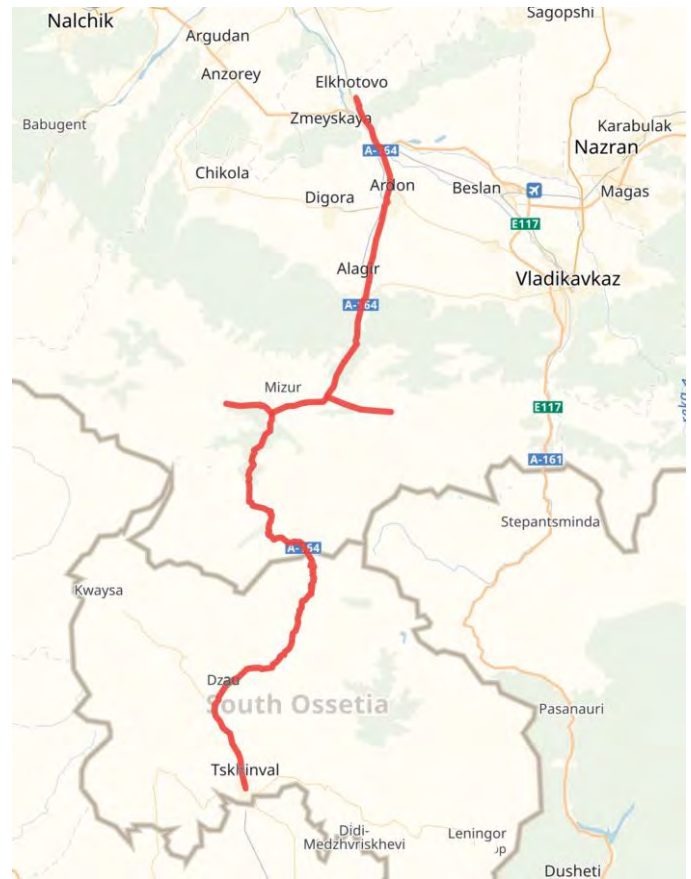 Sagopshi
Nalchik
Argudan
Anzorey
Elkhotovo
Zmeyskaya
Babugent
Karabulak
A-164
Nazran
Chikola
Ardon
Beslan
Magas
Digora
E117
Alagir
Vladikavkaz
A-164
Mizur
E117
A-161
Stepantsminda
A-164
Kwaysa
Dzau
South Ossetia
Pasanauri
Tskhinval
Didi-
Medzhvriskhevi
Leningor
Dusheti